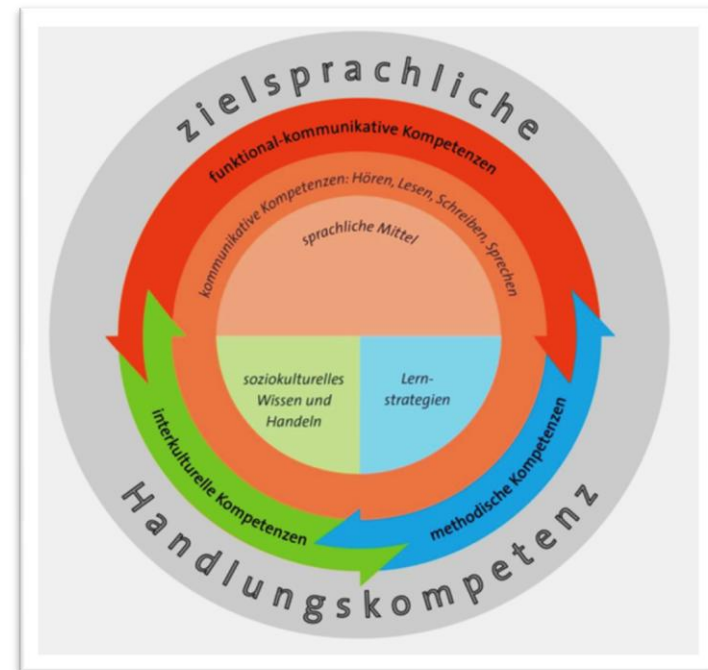 zielsprachliche
funktional-kommunikative Kompetenzen
kommunikative Kompetenzen: Hören, Lesen, Schreiben, Sprechen
sprachliche Mittel
soziokulturelles
Wissen und
Handeln
Lern-
strategien
interkulturelle Kompetenzen
methodische Kompetenzen
Handlungskompetenz